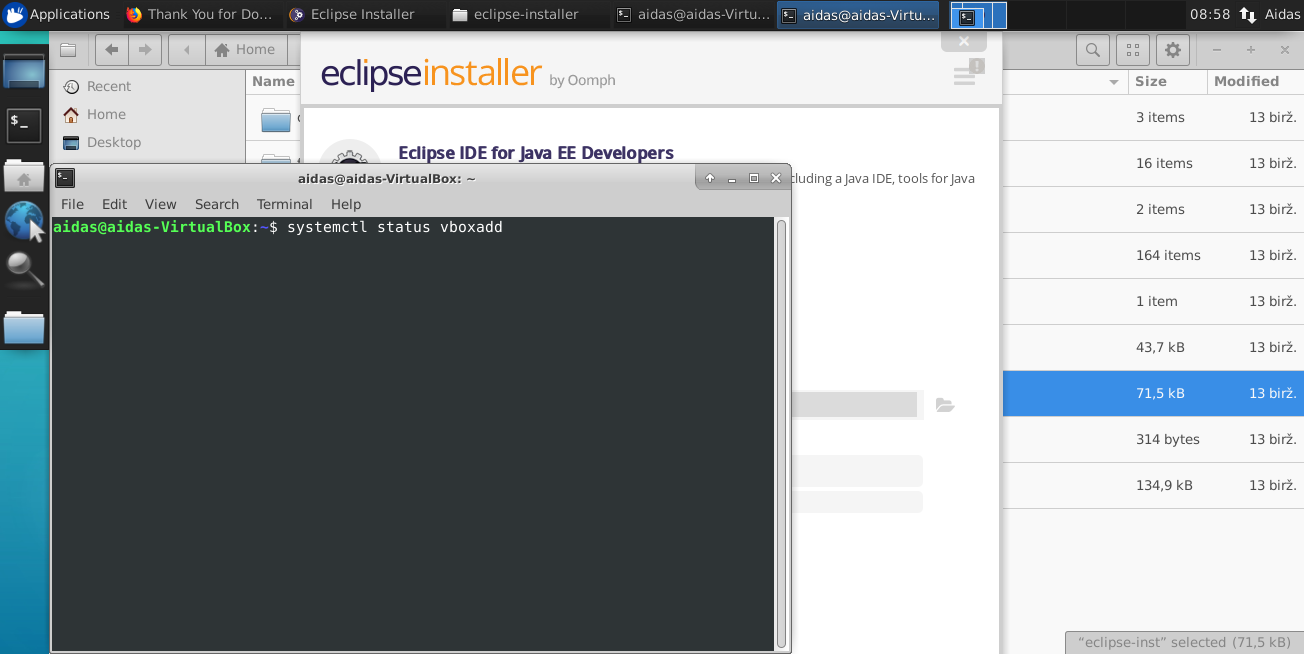 Applications
Thank You for Do...
Eclipse Installer
eclipse-installer
aidas@aidas-Virtu...
aidas@aidas-Virtu...
08:58
Aidas
Home
Recent
Home
Desktop
Name
Size
Modified
eclipseinstaller by Oomph
Eclipse IDE for Java EE Developers
cluding a Java IDE, tools for Java
3 items 13 birž.
16 items 13 birž.
2 items 13 birž.
164 items 13 birž.
1 item 13 birž.
43,7 kB 13 birž.
71,5 kB 13 birž.
314 bytes 13 birž.
134,9 kB 13 birž.
aidas@aidas-VirtualBox: ~
File Edit View Search Terminal Help
aidas@aidas-VirtualBox:~$ systemctl status vboxadd
“eclipse-inst” selected (71,5 kB)